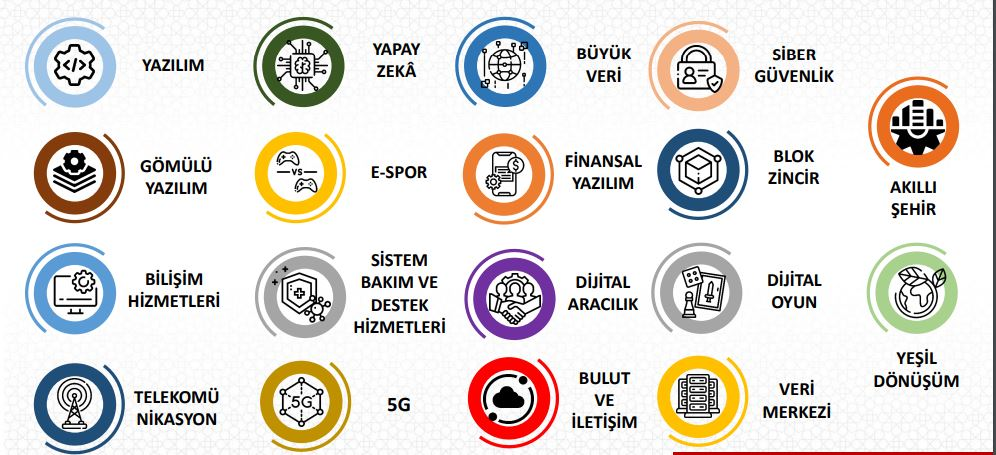 YAZILIM
YAPAY
ZEKÂ
BÜYÜK
VERİ
SİBER
GÜVENLİK
AKILLI
ŞEHİR
GÖMÜLÜ
YAZILIM
VS
E-SPOR
$
FİNANSAL
YAZILIM
BLOK
ZİNCİR
BİLİŞİM
HİZMETLERİ
SİSTEM
BAKIM VE
DESTEK
HİZMETLERİ
DİJİTAL
ARACILIK
DİJİTAL
OYUN
YEŞİL
DÖNÜŞÜM
TELEKOMÜ
NİKASYON
5G
5G
BULUT
VE
İLETİŞİM
VERİ
MERKEZİ